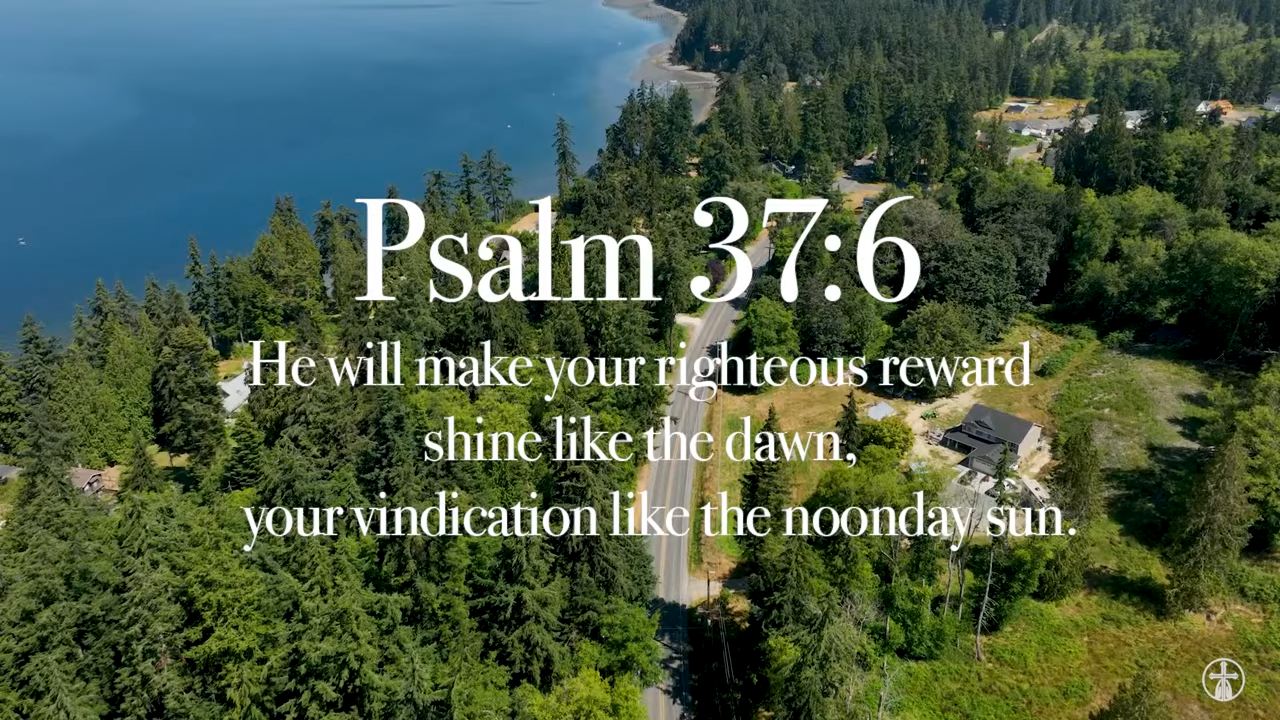 Psalm 37:6
He will make your righteous reward
shine like the dawn,
your vindication like the noonday sun.